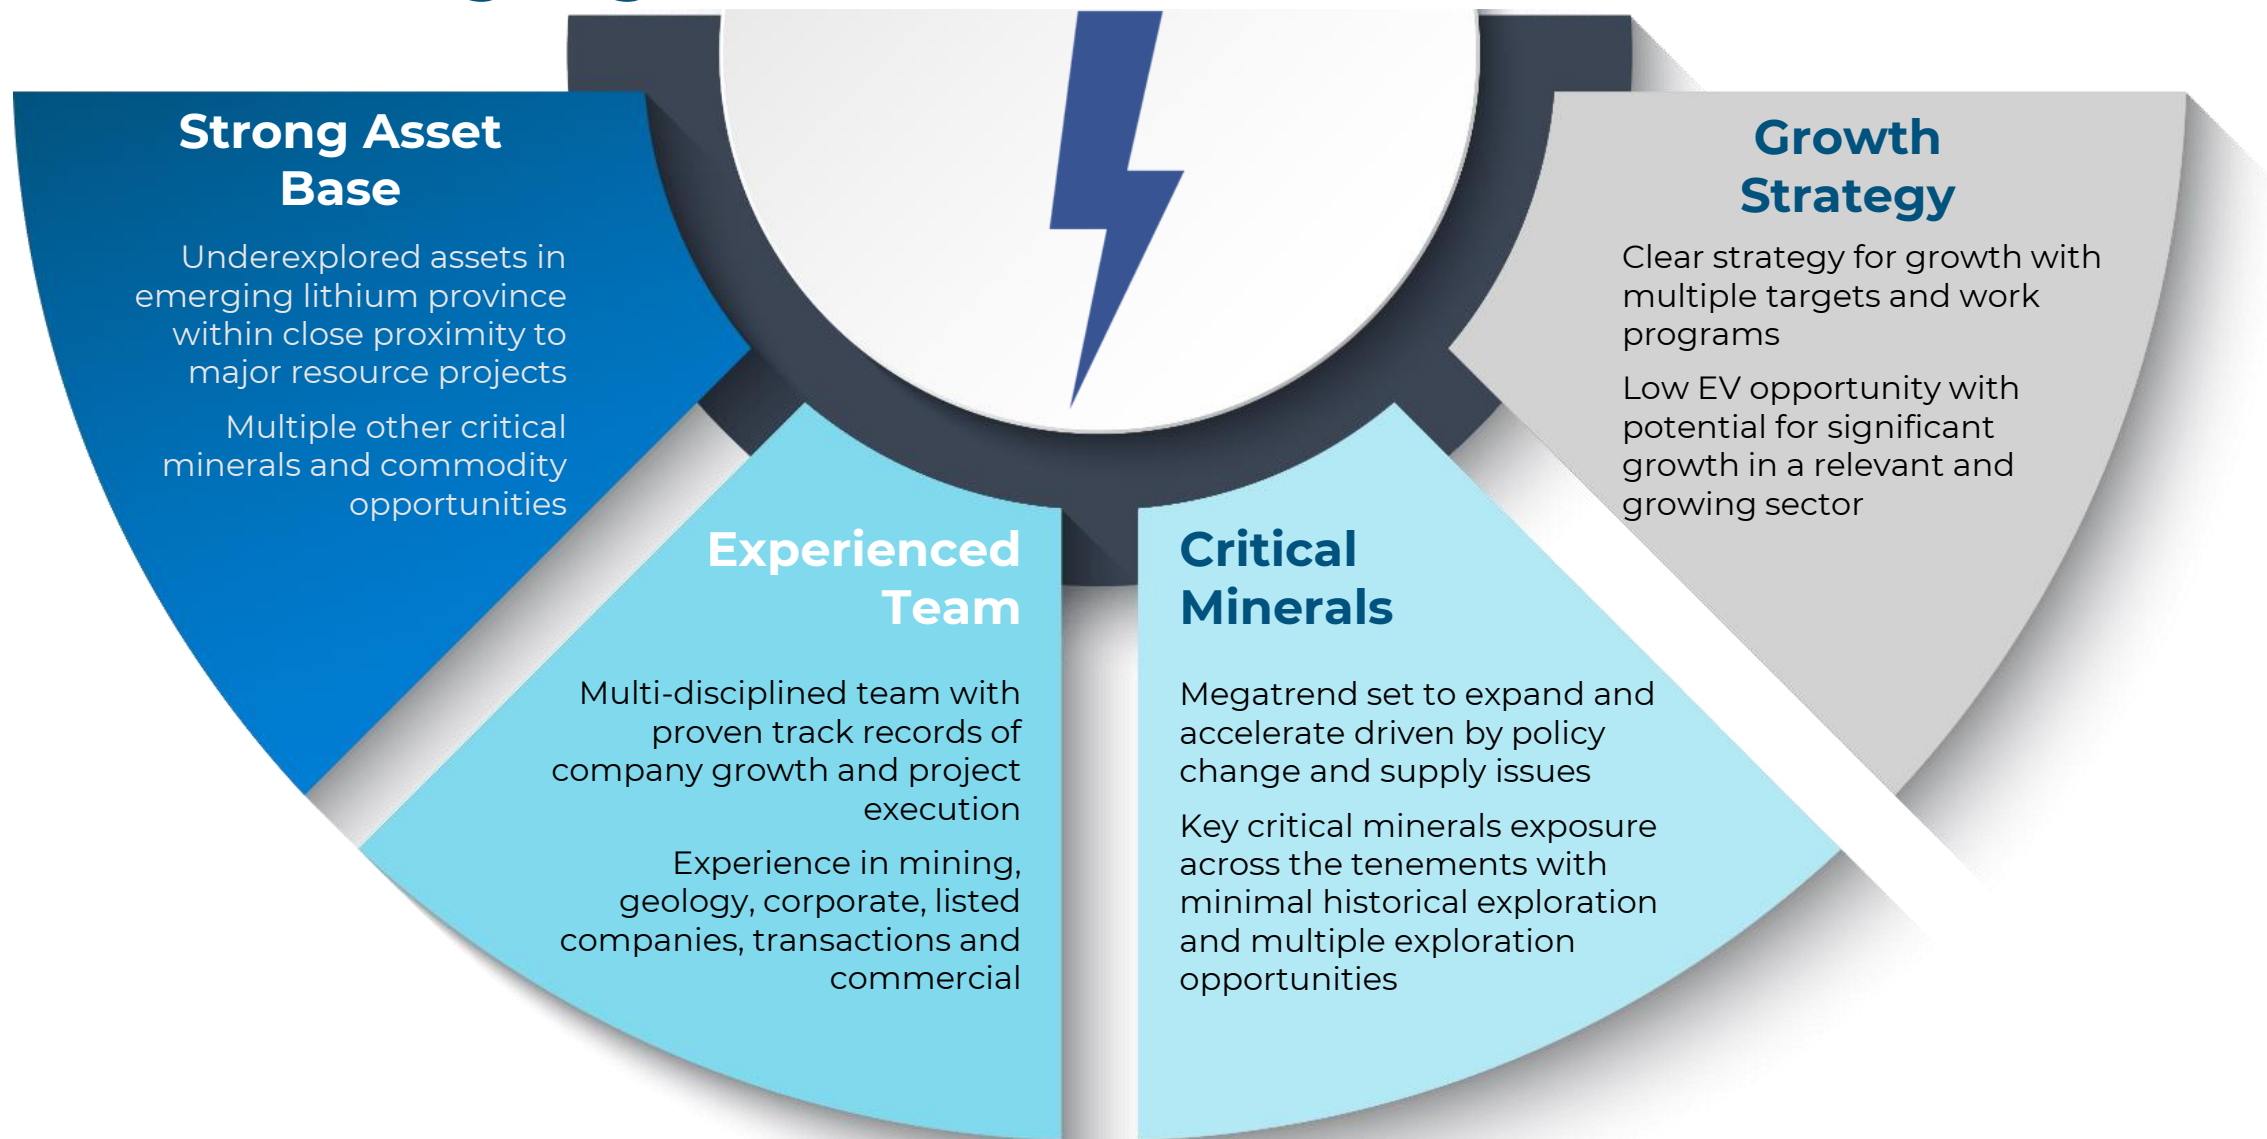 Strong Asset
Base
Underexplored assets in
emerging lithium province
within close proximity to
major resource projects
Multiple other critical
minerals and commodity
opportunities
Experienced
Team
Multi-disciplined team with
proven track records of
company growth and project
execution
Experience in mining,
geology, corporate, listed
companies, transactions and
commercial
Critical
Minerals
Megatrend set to expand and
accelerate driven by policy
change and supply issues
Key critical minerals exposure
across the tenements with
minimal historical exploration
and multiple exploration
opportunities
Growth
Strategy
Clear strategy for growth with
multiple targets and work
programs
Low EV opportunity with
potential for significant
growth in a relevant and
growing sector